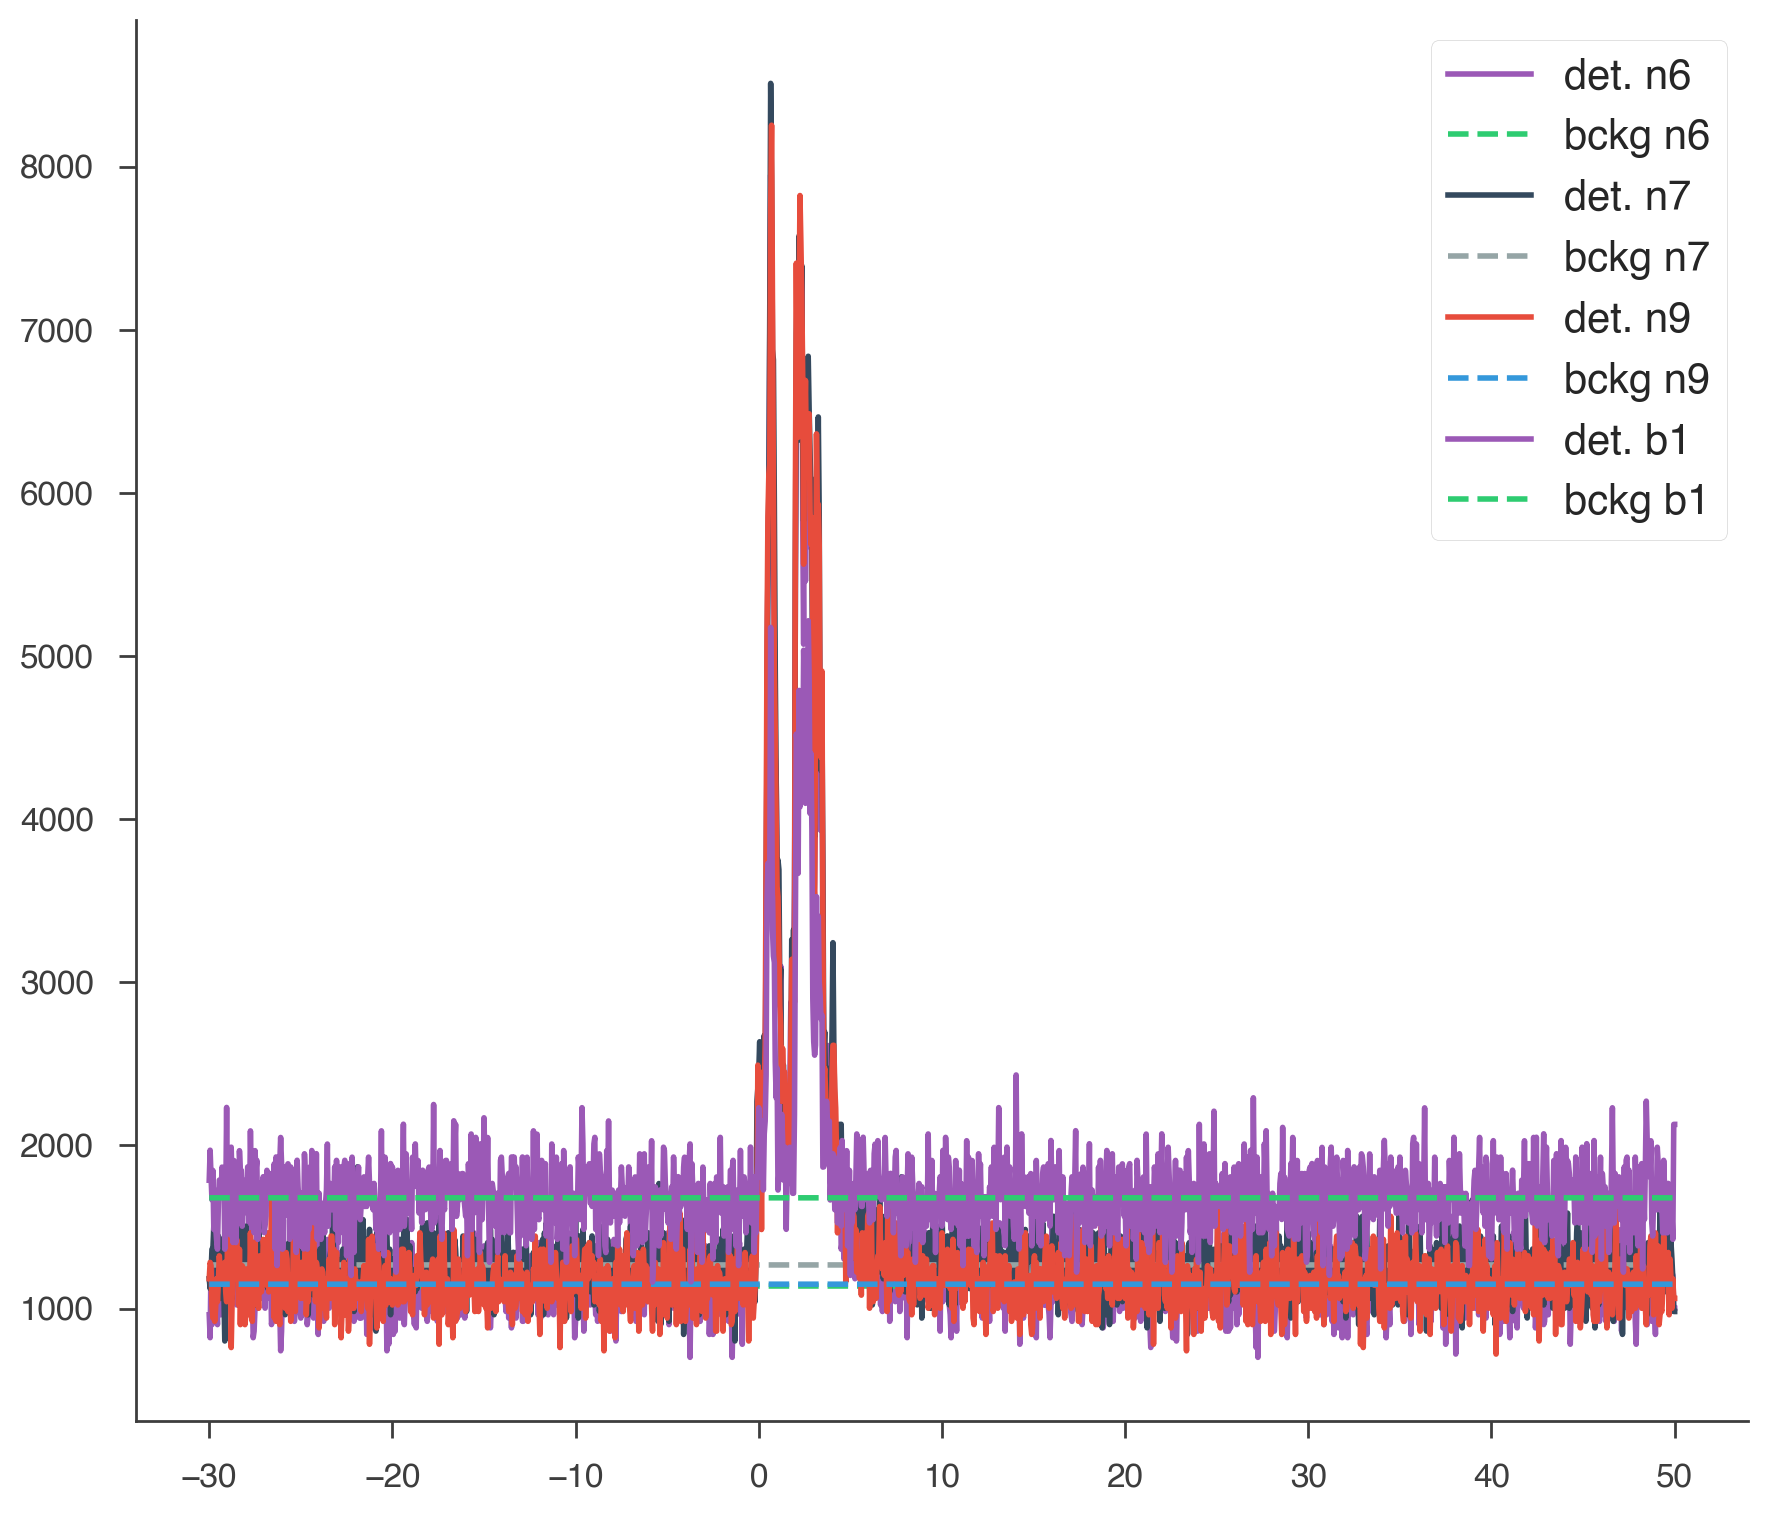 det. n6
bckg n6
det. n7
bckg n7
det. n9
bckg n9
det. b1
bckg b1
8000
7000
6000
5000
4000
3000
2000
1000
−30 −20 −10 0 10 20 30 40 50